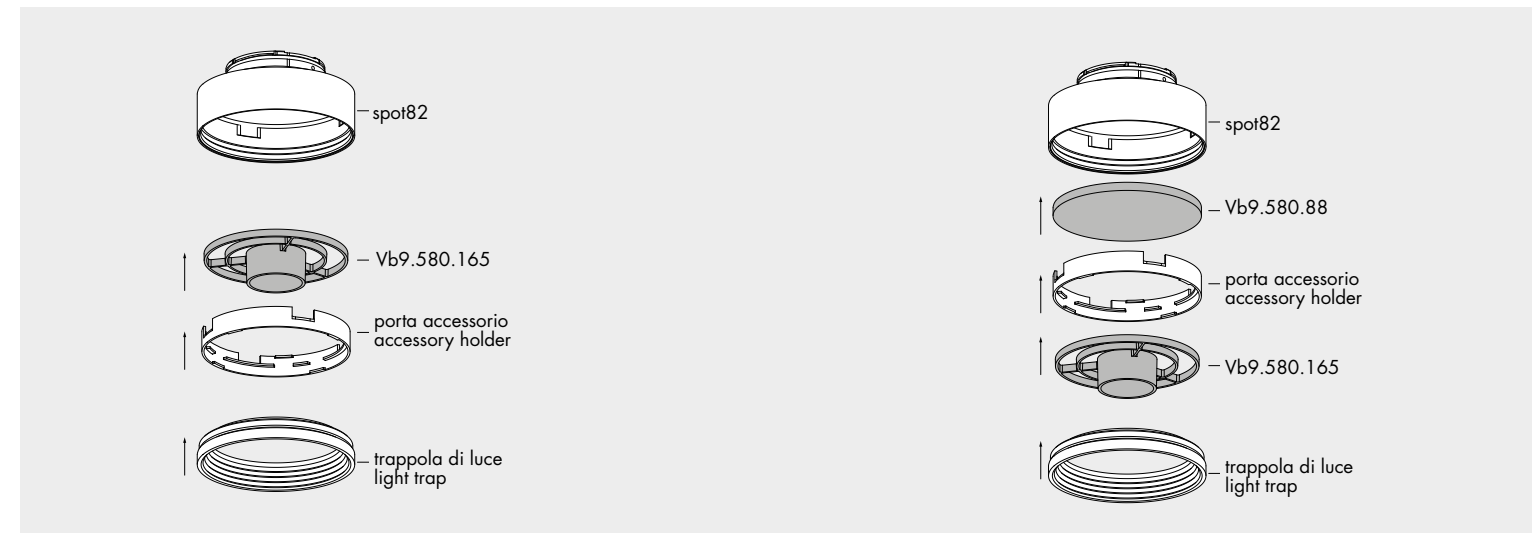 spot82
Vb9.580.165
porta accessorio
accessory holder
trappola di luce
light trap
spot82
Vb9.580.88
porta accessorio
accessory holder
Vb9.580.165
trappola di luce
light trap